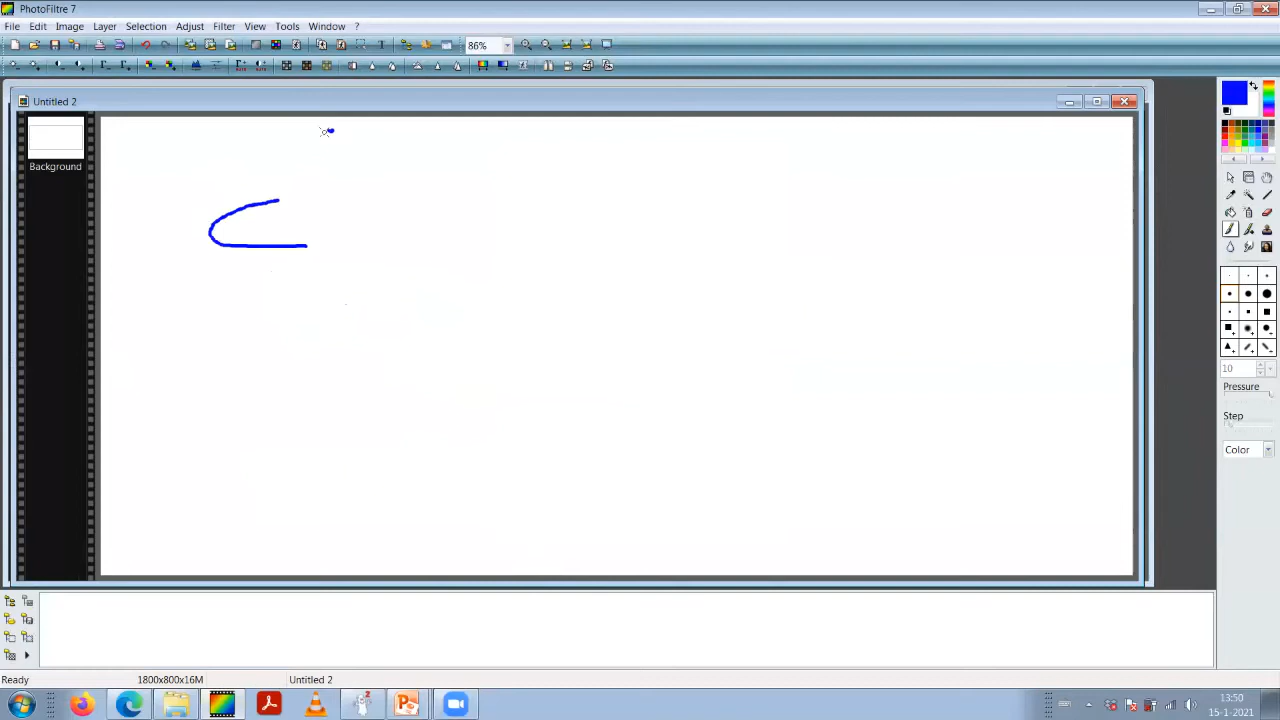 PhotoFiltre 7
File Edit Image Layer Selection Adjust Filter View Tools Window ?
86%
Untitled 2
Background
10
Pressure
Step
Color
Ready 1800x800x16M Untitled 2
13:50
15-1-2021